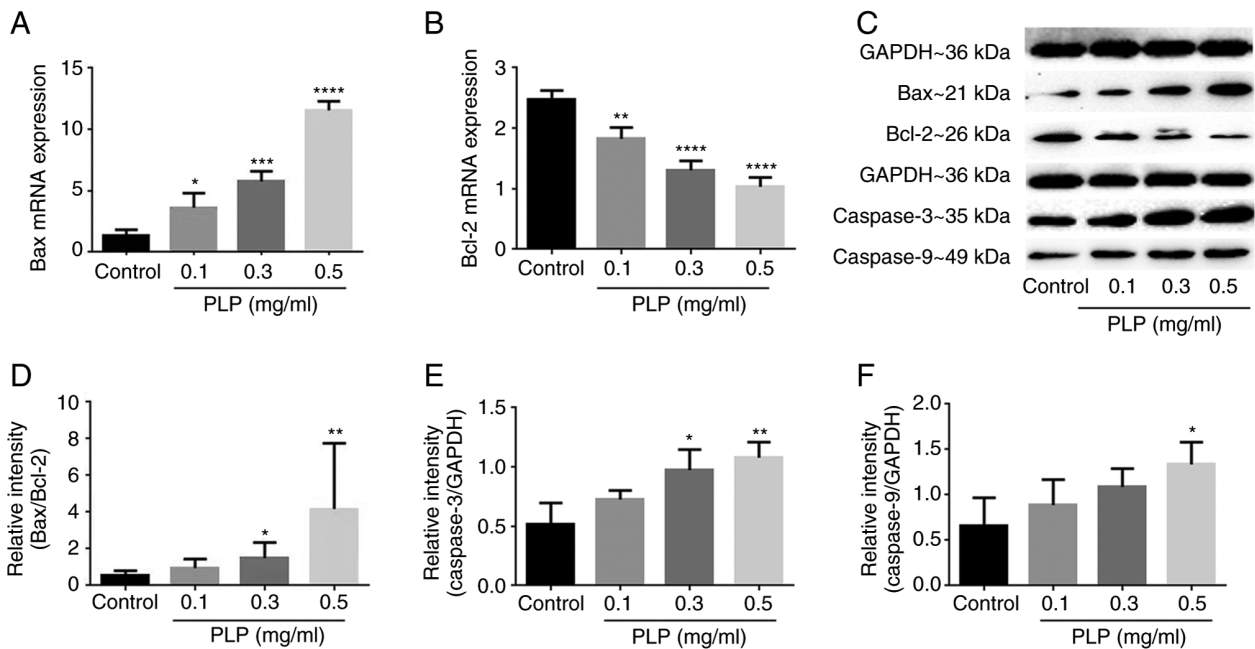 A
Bax mRNA expression
15
10
5
0
*
***
****
Control
0.1
0.3
0.5
PLP (mg/ml)
B
Bcl-2 mRNA expression
3
2
1
0
**
****
****
Control
0.1
0.3
0.5
PLP (mg/ml)
C
GAPDH~36 kDa
Bax~21 kDa
Bcl-2~26 kDa
GAPDH~36 kDa
Caspase-3~35 kDa
Caspase-9~49 kDa
Control
0.1
0.3
0.5
PLP (mg/ml)
D
Relative intensity
(Bax/Bcl-2)
10
8
6
4
2
0
*
**
Control
0.1
0.3
0.5
PLP (mg/ml)
E
Relative intensity
(caspase-3/GAPDH)
1.5
1.0
0.5
0.0
*
**
Control
0.1
0.3
0.5
PLP (mg/ml)
F
Relative intensity
(caspase-9/GAPDH)
2.0
1.5
1.0
0.5
0.0
*
Control
0.1
0.3
0.5
PLP (mg/ml)